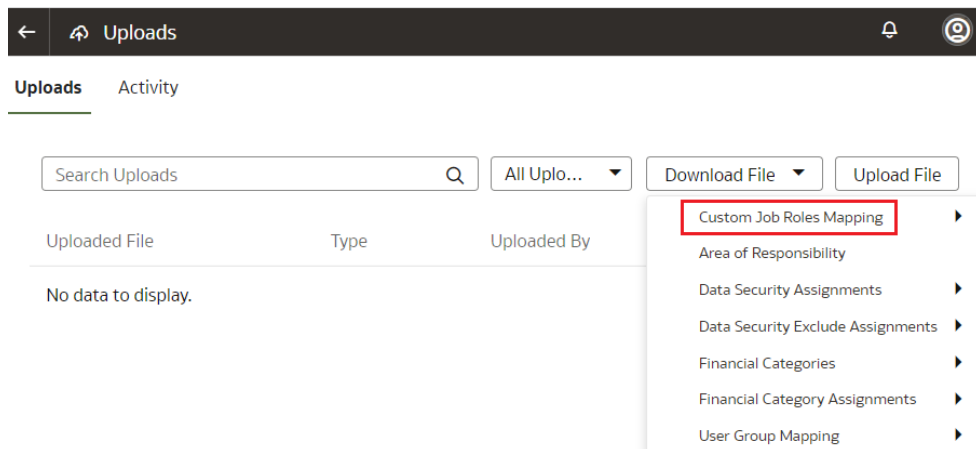 Uploads
Uploads Activity
Search Uploads All Uplo... Download File Upload File
Custom Job Roles Mapping
Uploaded File Type Uploaded By
Area of Responsibility
Data Security Assignments
No data to display.
Data Security Exclude Assignments
Financial Categories
Financial Category Assignments
User Group Mapping